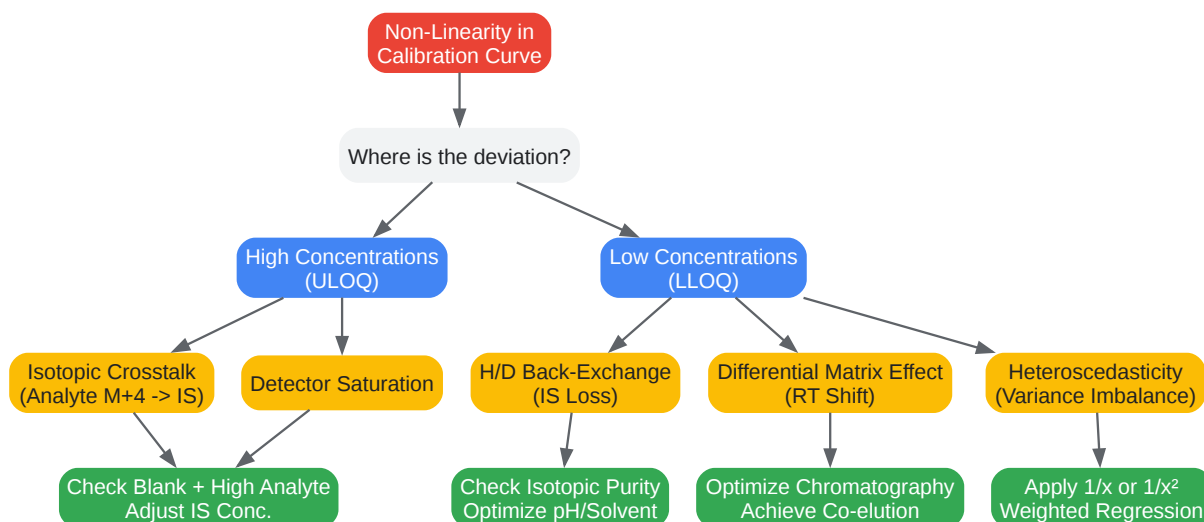 Non-Linearity in
Calibration Curve
Where is the deviation?
High Concentrations
(ULOQ)
Low Concentrations
(LLOQ)
Isotopic Crosstalk
(Analyte M+4 -> IS)
Detector Saturation
H/D Back-Exchange
(IS Loss)
Differential Matrix Effect
(RT Shift)
Heteroscedasticity
(Variance Imbalance)
Check Blank + High Analyte
Adjust IS Conc.
Check Isotopic Purity
Optimize pH/Solvent
Optimize Chromatography
Achieve Co-elution
Apply 1/x or 1/x²
Weighted Regression